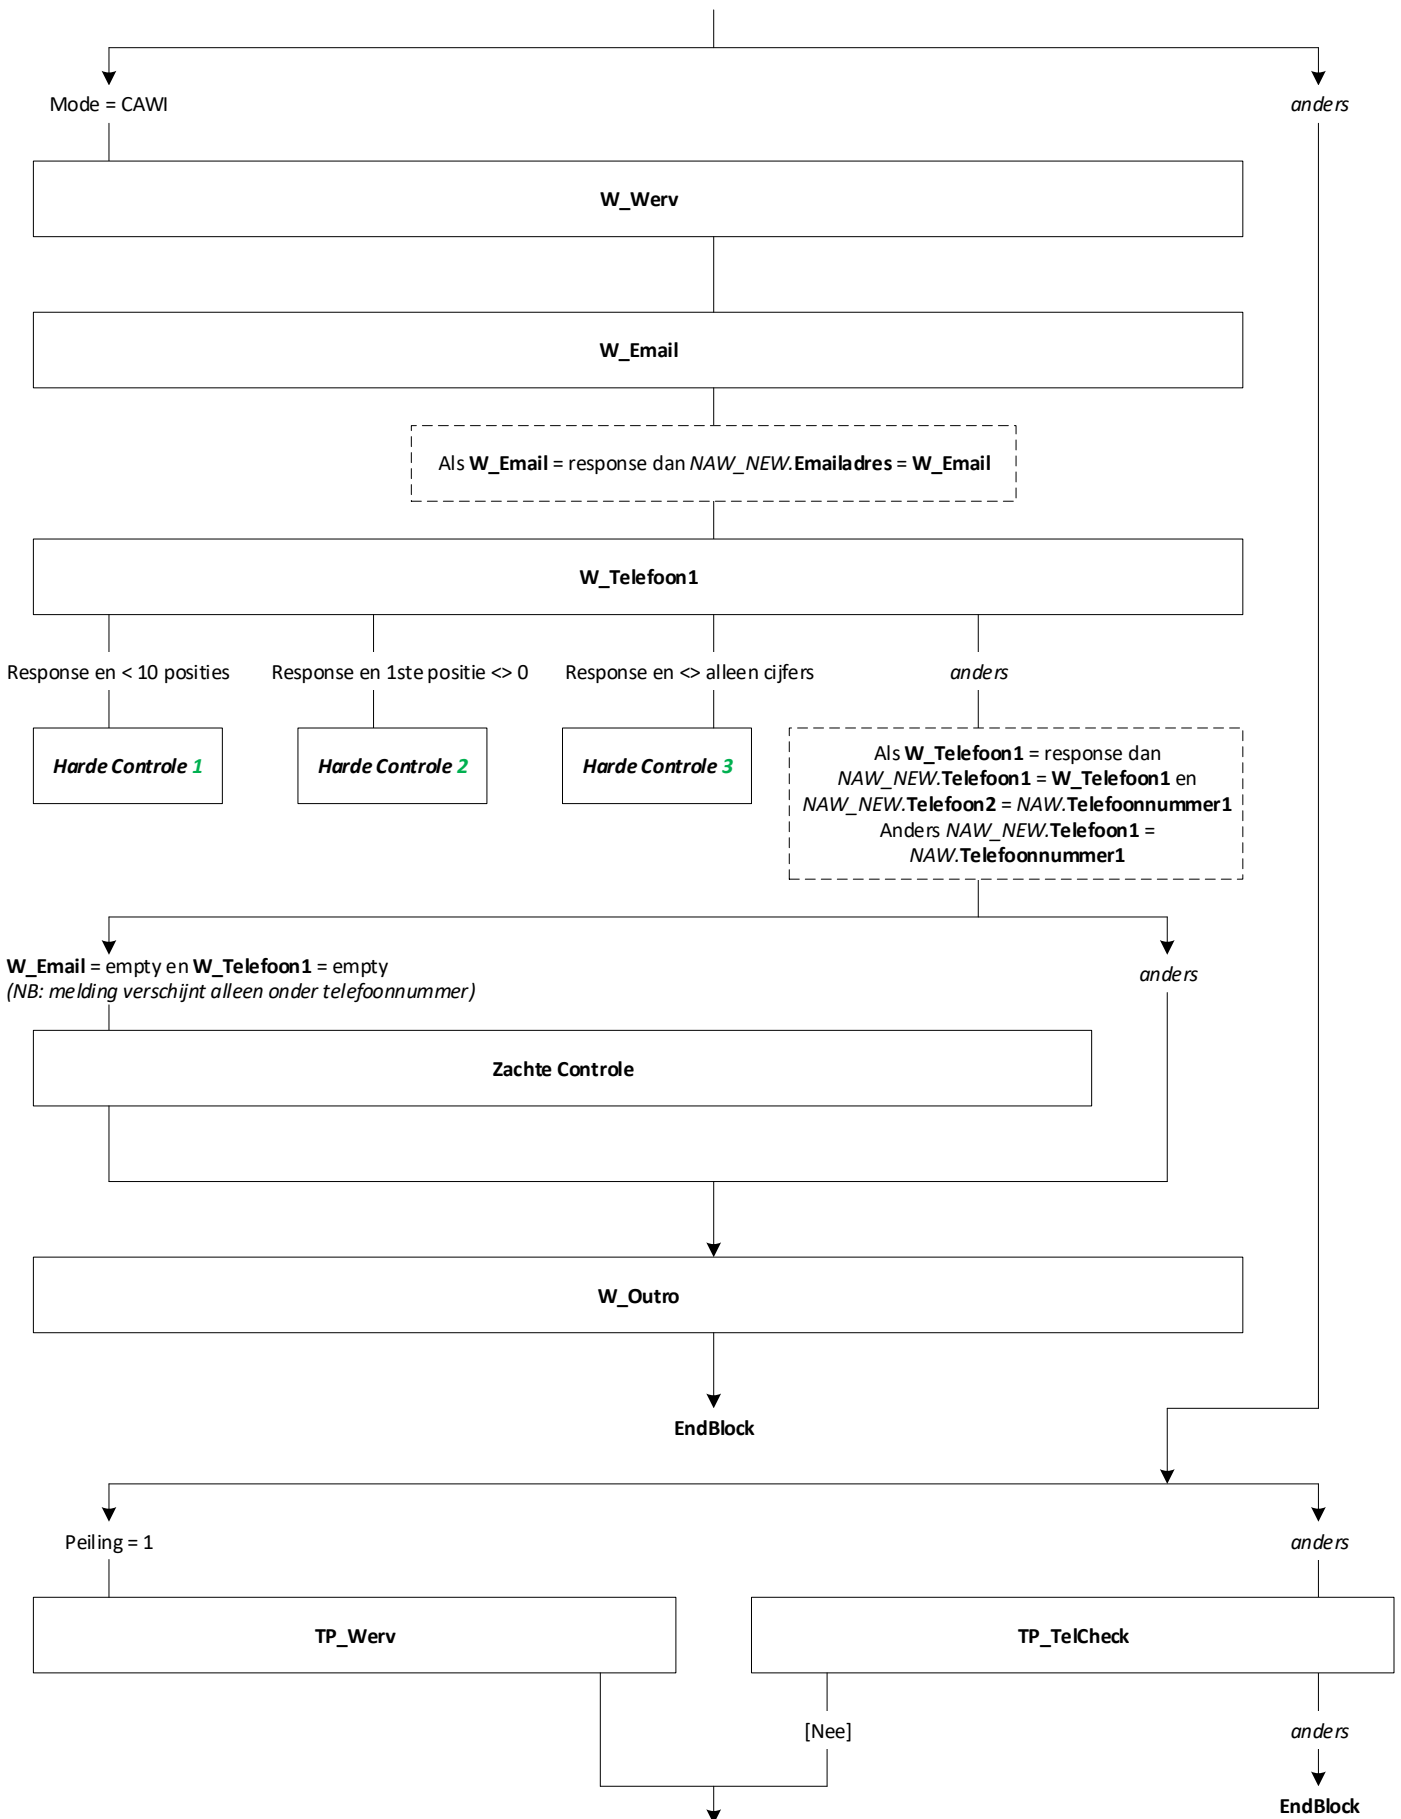 Mode = CAWI
anders
W_Werv
W_Email
Als W_Email = response dan NAW_NEW.Emailadres = W_Email
W_Telefoon1
Response en < 10 posities
Response en 1ste positie <> 0
Response en <> alleen cijfers
anders
Harde Controle 1
Harde Controle 2
Harde Controle 3
Als W_Telefoon1 = response dan
NAW_NEW.Telefoon1 = W_Telefoon1 en
NAW_NEW.Telefoon2 = NAW.Telefoonnummer1
Anders NAW_NEW.Telefoon1 =
NAW.Telefoonnummer1
W_Email = empty en W_Telefoon1 = empty
(NB: melding verschijnt alleen onder telefoonnummer)
anders
Zachte Controle
W_Outro
EndBlock
Peiling = 1
anders
TP_Werv
TP_TelCheck
[Nee]
anders
EndBlock